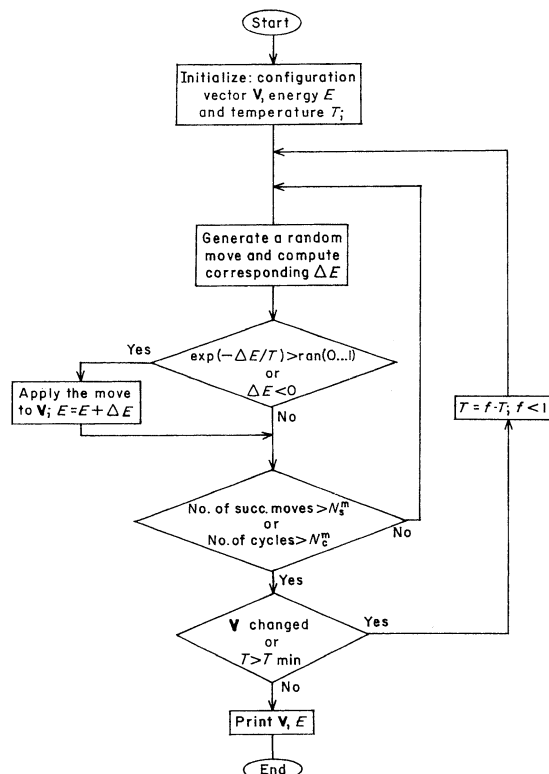 Start
Initialize: configuration
vector V, energy E
and temperature T;
Generate a random
move and compute
corresponding ΔE
Yes
exp(−ΔE/T)>ran(0...1)
or
ΔE<0
No
Apply the move
to V; E=E+ΔE
T=f·T; f<1
No. of succ. moves>N_s^m
or
No. of cycles>N_c^m
No
Yes
V changed
or
T>T min
Yes
No
Print V, E
End